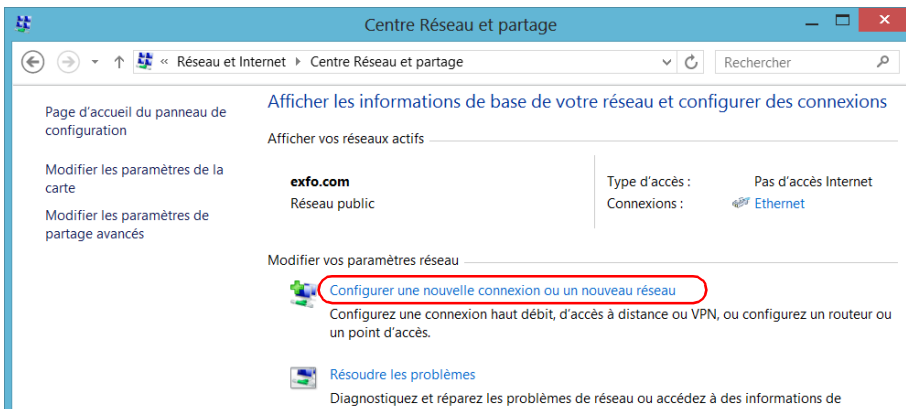 Centre Réseau et partage
« Réseau et Internet ▸ Centre Réseau et partage
Rechercher
Page d'accueil du panneau de
configuration
Modifier les paramètres de la
carte
Modifier les paramètres de
partage avancés
Afficher les informations de base de votre réseau et configurer des connexions
Afficher vos réseaux actifs
exfo.com
Réseau public
Type d'accès : Pas d'accès Internet
Connexions : Ethernet
Modifier vos paramètres réseau
Configurer une nouvelle connexion ou un nouveau réseau
Configurez une connexion haut débit, d'accès à distance ou VPN, ou configurez un routeur ou
un point d'accès.
Résoudre les problèmes
Diagnostiquez et réparez les problèmes de réseau ou accédez à des informations de